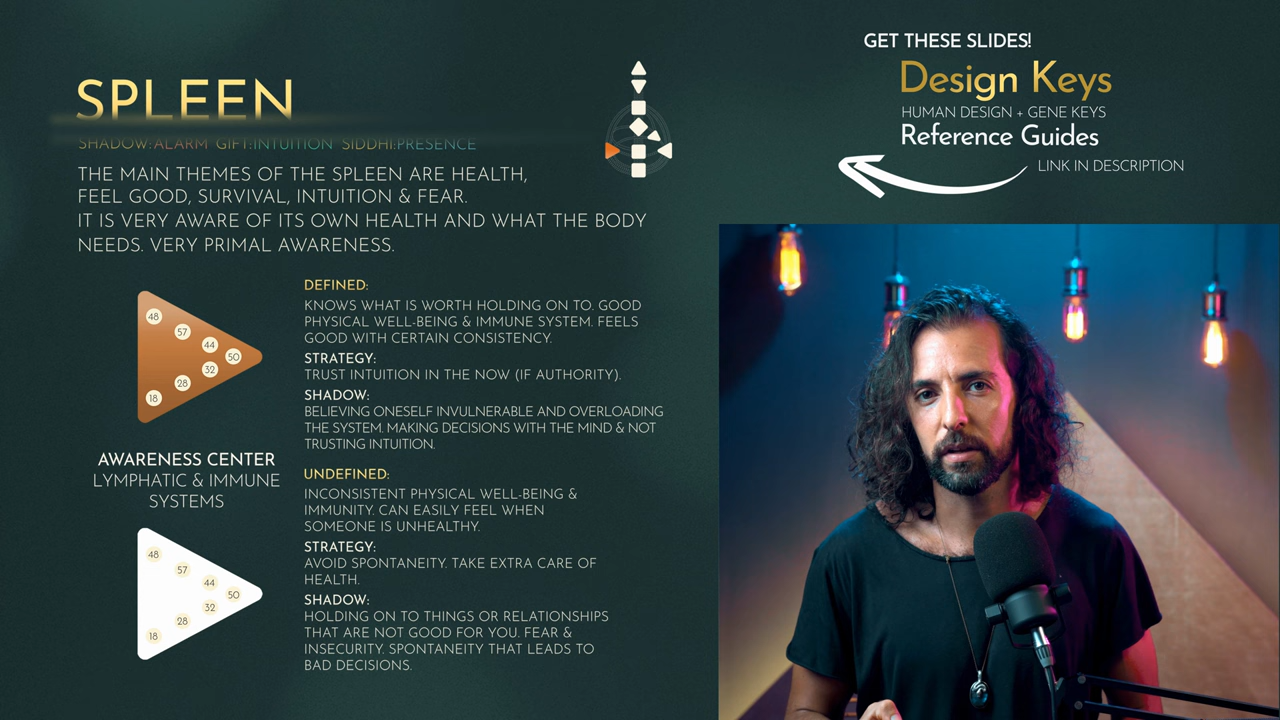 SPLEEN
SHADOW:ALARM GIFT:INTUITION SIDDHI:PRESENCE
THE MAIN THEMES OF THE SPLEEN ARE HEALTH,
FEEL GOOD, SURVIVAL, INTUITION & FEAR.
IT IS VERY AWARE OF ITS OWN HEALTH AND WHAT THE BODY
NEEDS. VERY PRIMAL AWARENESS.
48
57
44
50
32
28
18
AWARENESS CENTER
LYMPHATIC & IMMUNE
SYSTEMS
48
57
44
50
32
28
18
DEFINED:
KNOWS WHAT IS WORTH HOLDING ON TO. GOOD
PHYSICAL WELL-BEING & IMMUNE SYSTEM. FEELS
GOOD WITH CERTAIN CONSISTENCY.
STRATEGY:
TRUST INTUITION IN THE NOW (IF AUTHORITY).
SHADOW:
BELIEVING ONESELF INVULNERABLE AND OVERLOADING
THE SYSTEM. MAKING DECISIONS WITH THE MIND & NOT
TRUSTING INTUITION.
UNDEFINED:
INCONSISTENT PHYSICAL WELL-BEING &
IMMUNITY. CAN EASILY FEEL WHEN
SOMEONE IS UNHEALTHY.
STRATEGY:
AVOID SPONTANEITY. TAKE EXTRA CARE OF
HEALTH.
SHADOW:
HOLDING ON TO THINGS OR RELATIONSHIPS
THAT ARE NOT GOOD FOR YOU. FEAR &
INSECURITY. SPONTANEITY THAT LEADS TO
BAD DECISIONS.
GET THESE SLIDES!
Design Keys
HUMAN DESIGN + GENE KEYS
Reference Guides
LINK IN DESCRIPTION